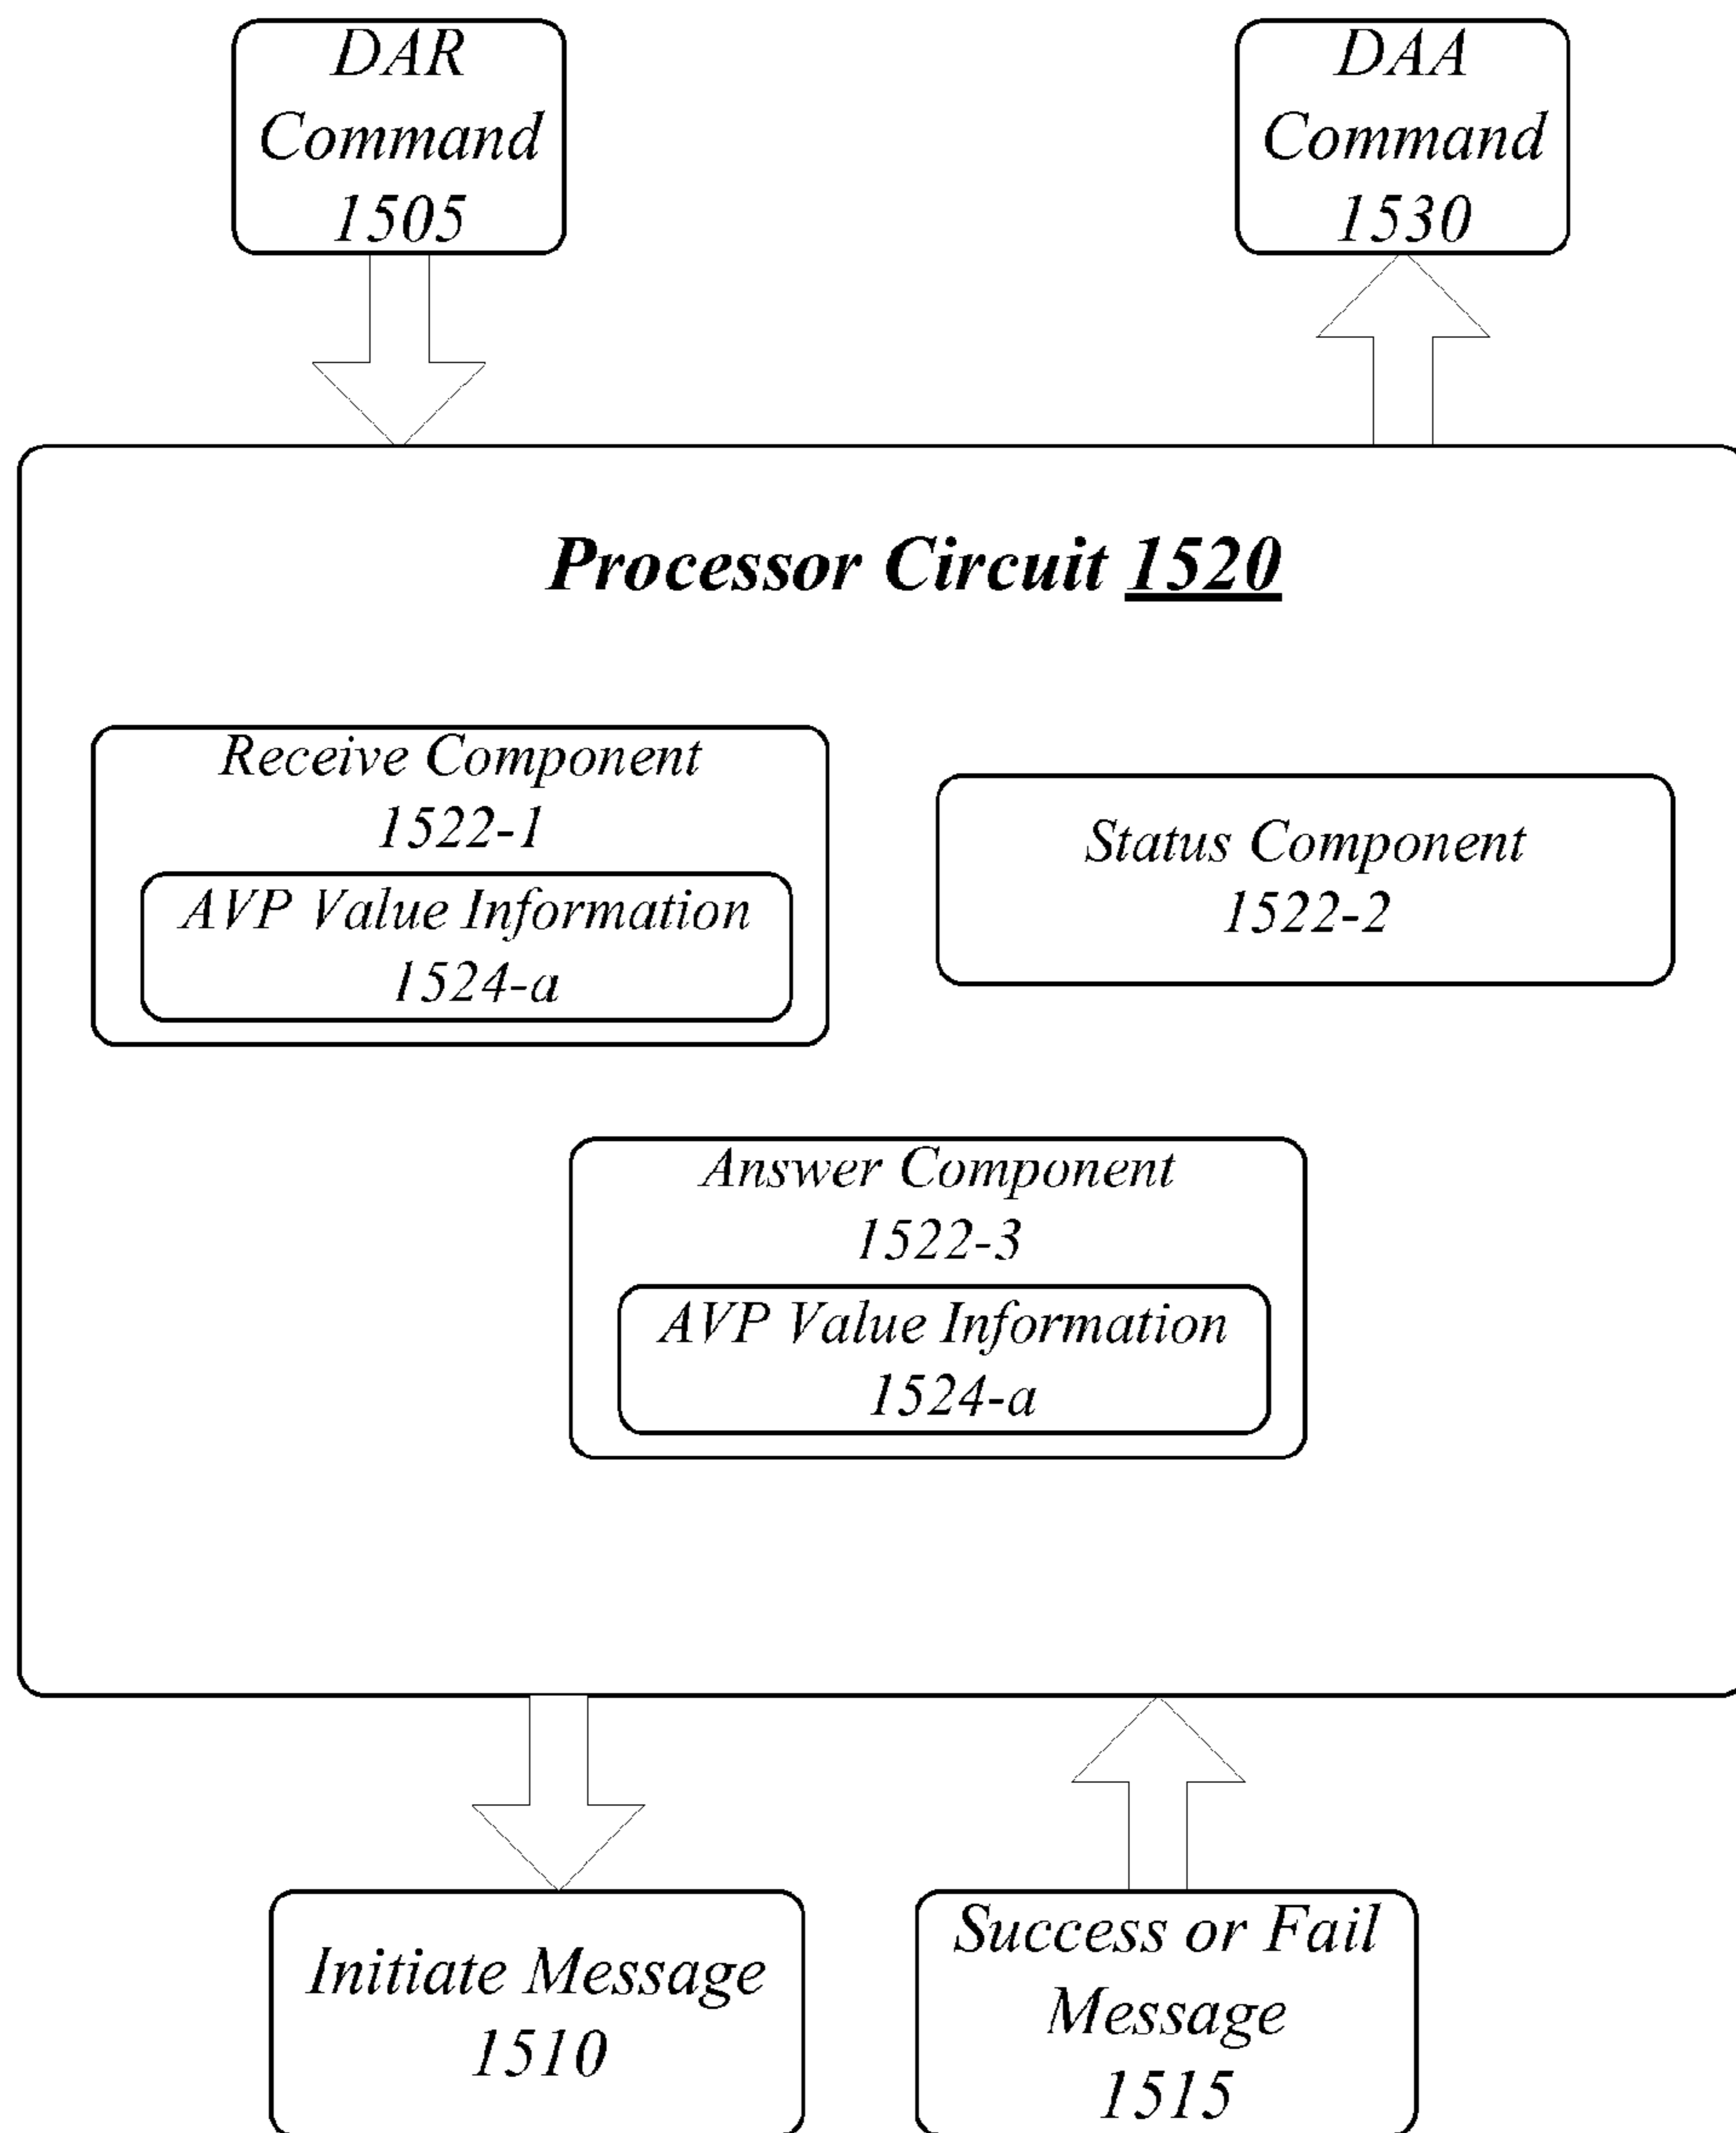 DAR
Command
1505
DAA
Command
1530
Processor Circuit 1520
Receive Component
1522-1
AVP Value Information
1524-a
Status Component
1522-2
Answer Component
1522-3
AVP Value Information
1524-a
Initiate Message
1510
Success or Fail
Message
1515